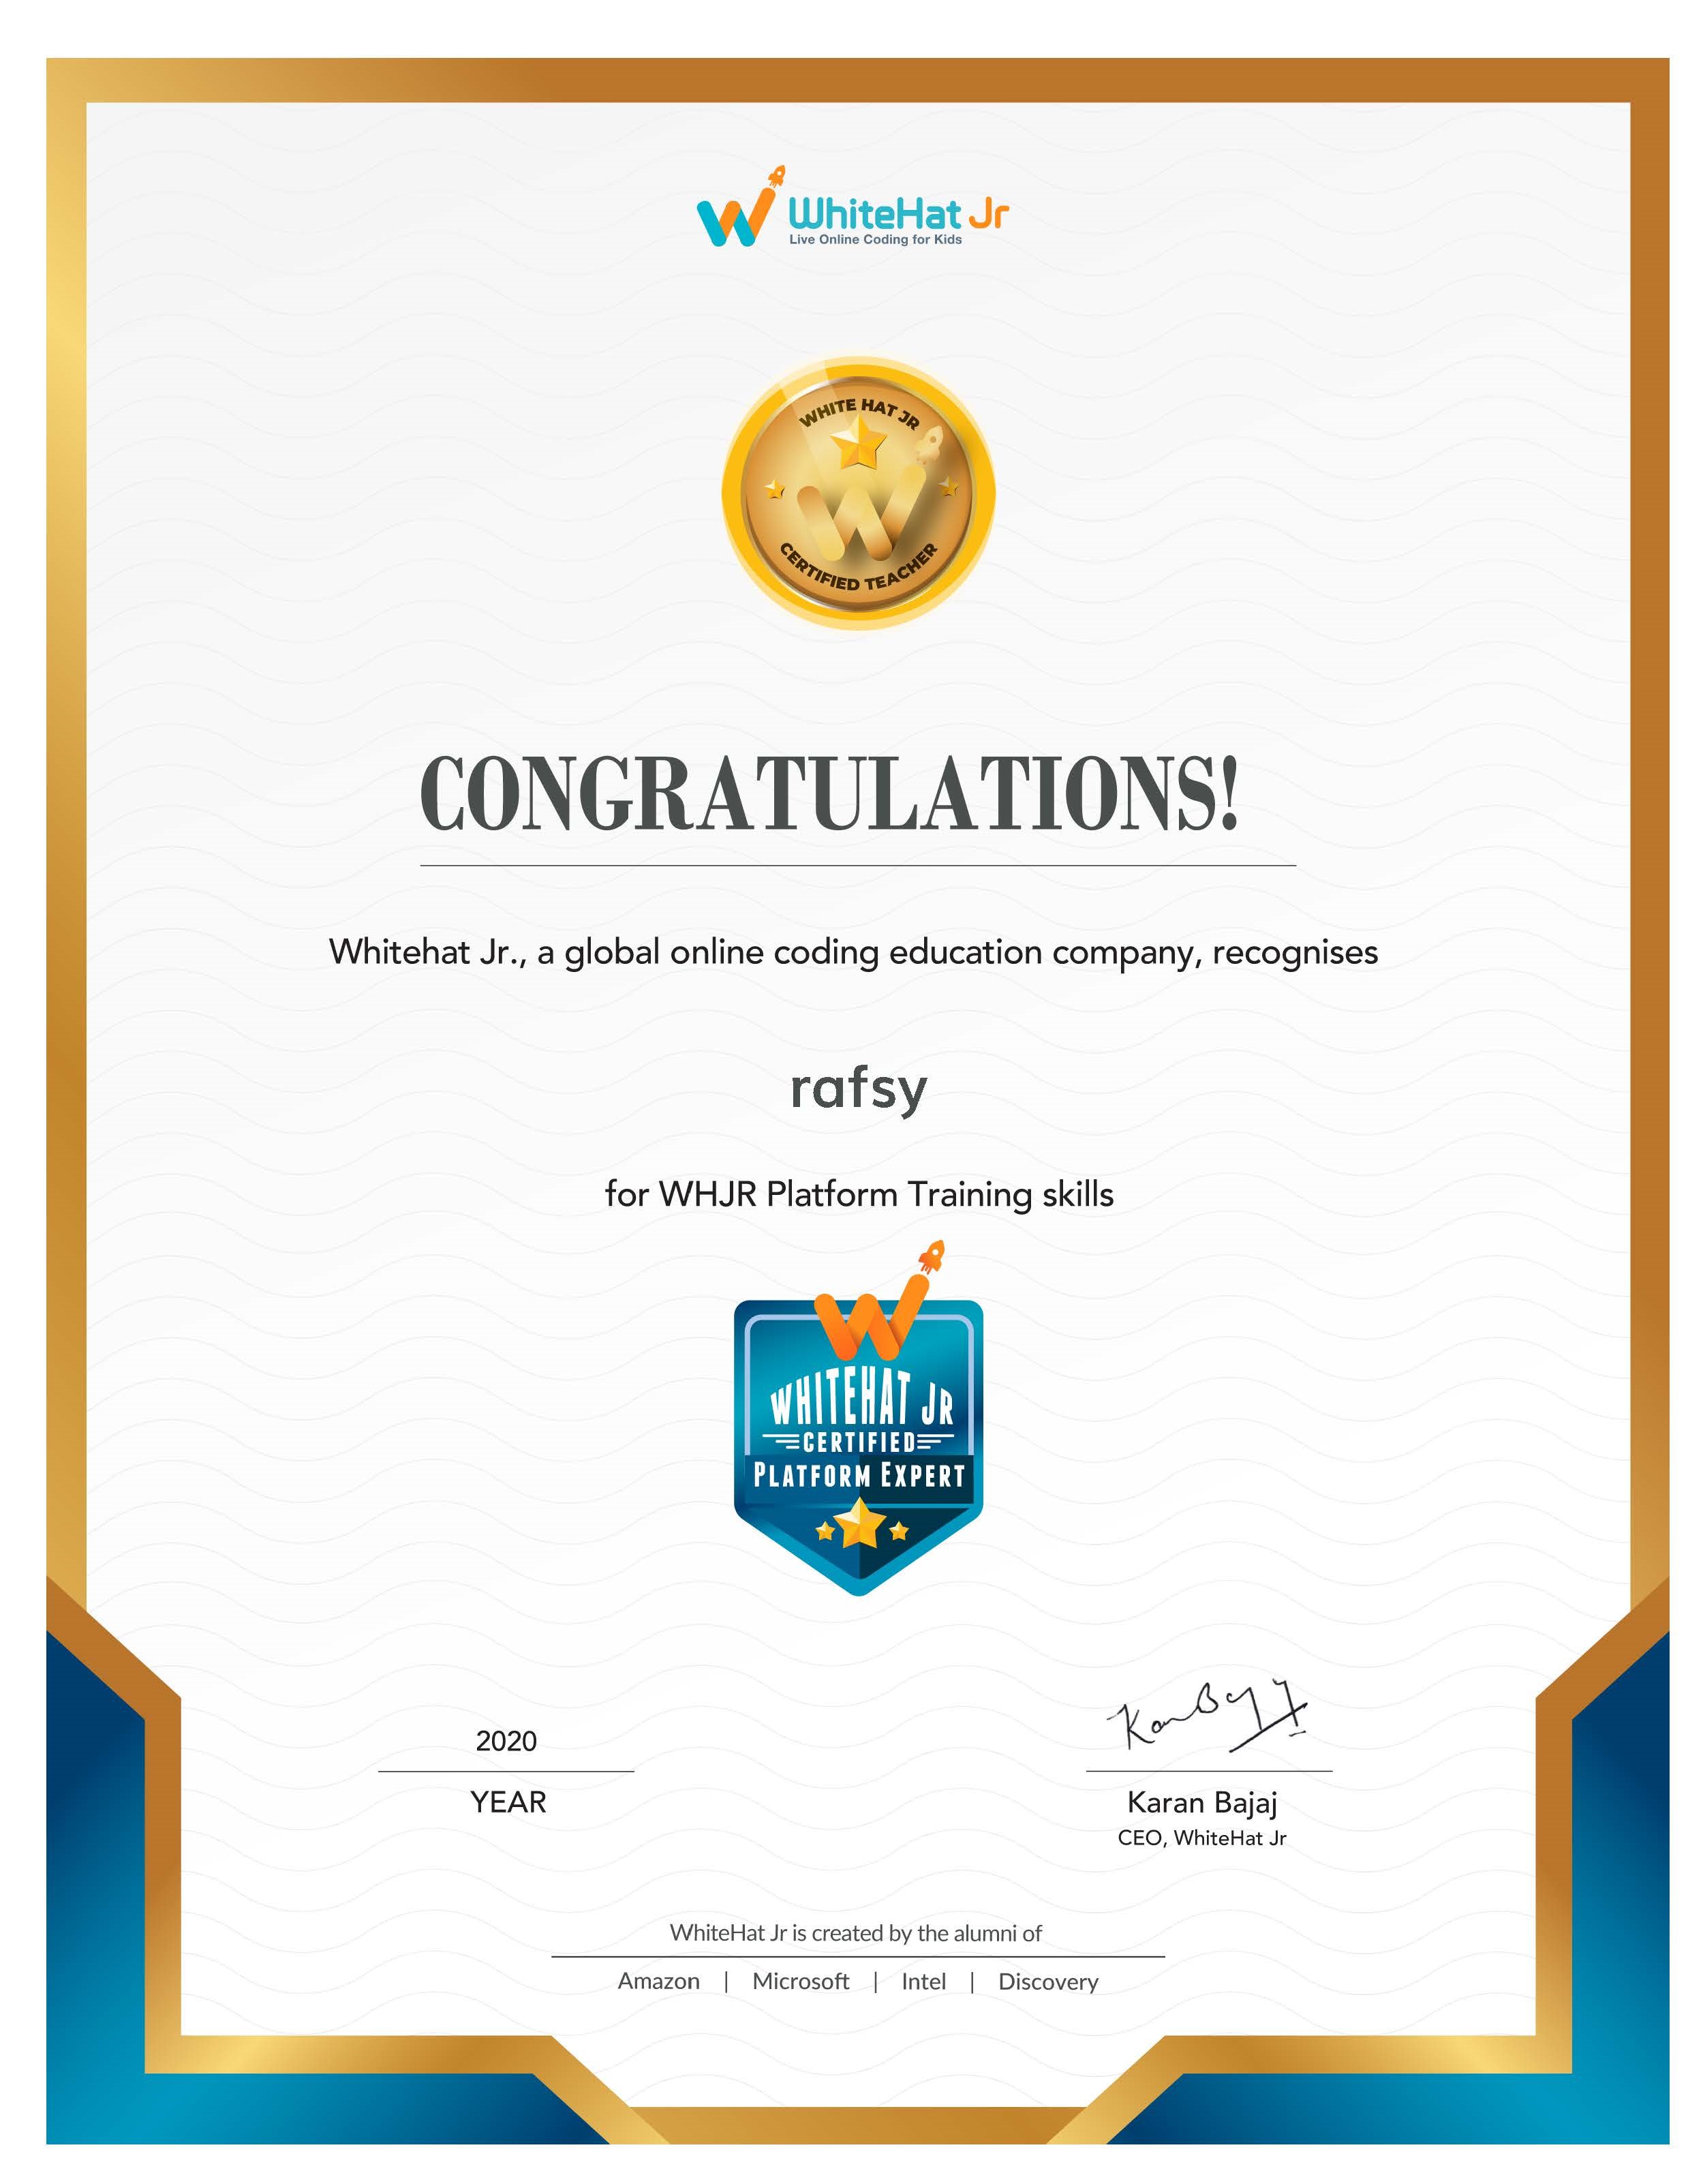 WhiteHat Jr
Live Online Coding for Kids
WHITE HAT JR
CERTIFIED TEACHER
CONGRATULATIONS!
Whitehat Jr., a global online coding education company, recognises
rafsy
for WHJR Platform Training skills
WHITEHAT JR
CERTIFIED
PLATFORM EXPERT
2020
YEAR
Karan Bajaj
CEO, WhiteHat Jr
WhiteHat Jr is created by the alumni of
Amazon | Microsoft | Intel | Discovery